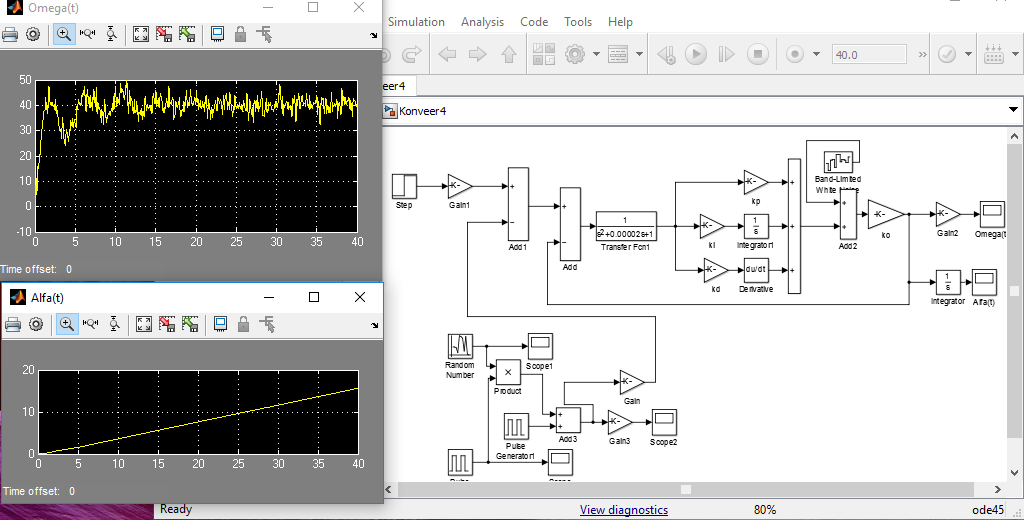 Omega(t)
50
40
30
20
10
0
-10
0 5 10 15 20 25 30 35 40
Time offset: 0
Alfa(t)
20
10
0
0 5 10 15 20 25 30 35 40
Time offset: 0
Simulation Analysis Code Tools Help
40.0
»
eer4
Konveer4
Step
K-
Gain1
+
−
Add1
+
−
Add
1
s²+0.00002s+1
Transfer Fcn1
K-
kp
K-
ki
1
s
Integrator1
K-
kd
du/dt
Derivative
+
+
+
Band-Limited
White Noise
+
+
Add2
K-
ko
K-
Gain2
Omega(t
1
s
Integrator
Alfa(t)
Random
Number
Scope1
×
Product
Pulse
Generator1
+
+
Add3
K-
Gain
K-
Gain3
Scope2
Pulse
Scope
Ready
View diagnostics
80%
ode45